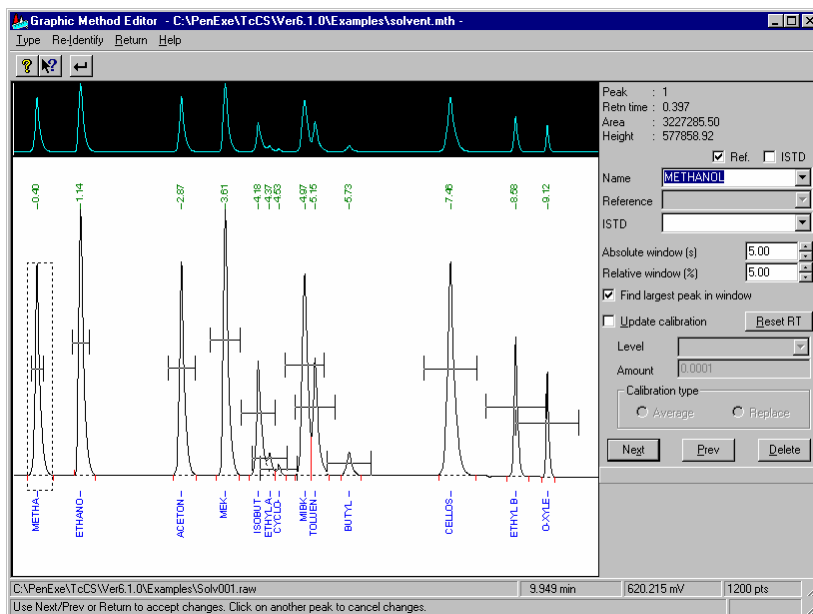 Graphic Method Editor - C:\PenExe\TcCS\Ver6.1.0\Examples\solvent.mth -
Type Re-Identify Return Help
Peak : 1
Retn time : 0.397
Area : 3227285.50
Height : 577858.92
Ref. ISTD
Name METHANOL
Reference
ISTD
Absolute window (s) 5.00
Relative window (%) 5.00
Find largest peak in window
Update calibration Reset RT
Level
Amount 0.0001
Calibration type
Average Replace
Next Prev Delete
0.40 1.14 2.87 3.61 4.18 4.37 4.53 4.97 5.15 5.73 7.46 8.58 9.12
METHA ETHANO ACETON MEK ISOBUT ETHYL A CYCLO MIBK TOLUEN BUTYL CELLOS ETHYL B O-XYLE
C:\PenExe\TcCS\Ver6.1.0\Examples\Solv001.raw 9.949 min 620.215 mV 1200 pts
Use Next/Prev or Return to accept changes. Click on another peak to cancel changes.